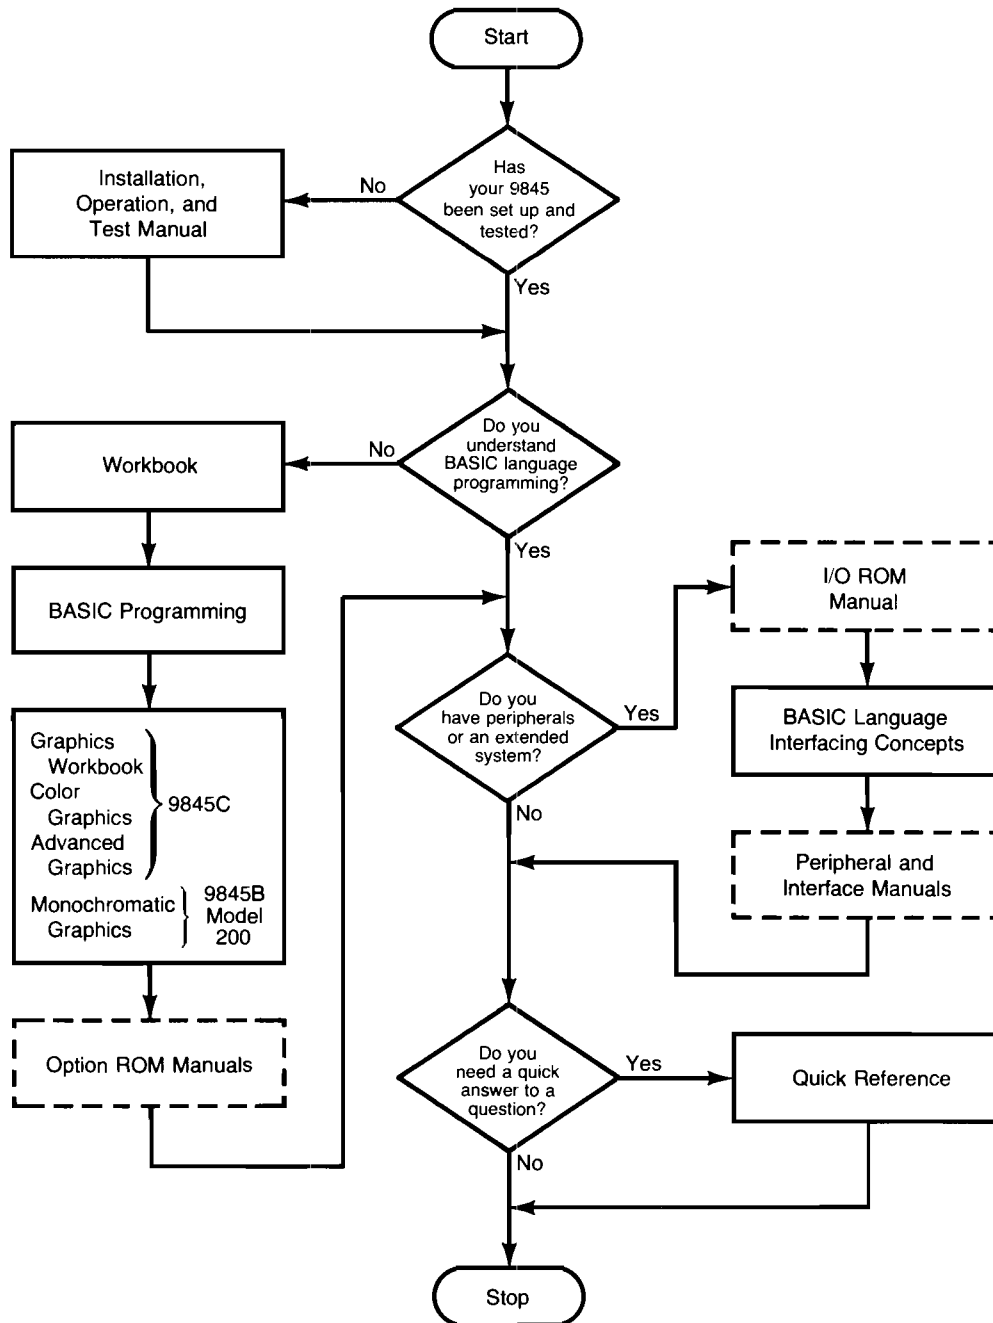 Start
Has
your 9845
been set up and
tested?
No
Yes
Installation,
Operation, and
Test Manual
Do you
understand
BASIC language
programming?
No
Yes
Workbook
BASIC Programming
Graphics
Workbook
Color
Graphics
Advanced
Graphics
9845C
Monochromatic
Graphics
9845B
Model
200
Option ROM Manuals
Do you
have peripherals
or an extended
system?
Yes
No
I/O ROM
Manual
BASIC Language
Interfacing Concepts
Peripheral and
Interface Manuals
Do you
need a quick
answer to a
question?
Yes
No
Quick Reference
Stop